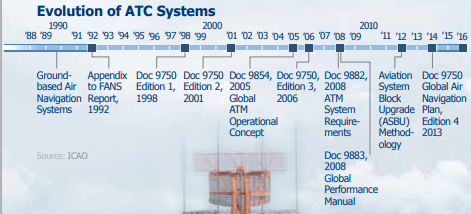 Evolution of ATC Systems
1990 2000 2010
'88 '89 '91 '92 '93 '94 '95 '96 '97 '98 '99 '01 '02 '03 '04 '05 '06 '07 '08 '09 '11 '12 '13 '14 '15 '16
Ground-
based Air
Navigation
Systems
Appendix
to FANS
Report,
1992
Doc 9750
Edition 1,
1998
Doc 9750
Edition 2,
2001
Doc 9854,
2005
Global
ATM
Operational
Concept
Doc 9750,
Edition 3,
2006
Doc 9882,
2008
ATM
System
Require-
ments
Doc 9883,
2008
Global
Performance
Manual
Aviation
System
Block
Upgrade
(ASBU)
Method-
ology
Doc 9750
Global Air
Navigation
Plan,
Edition 4
2013
Source: ICAO